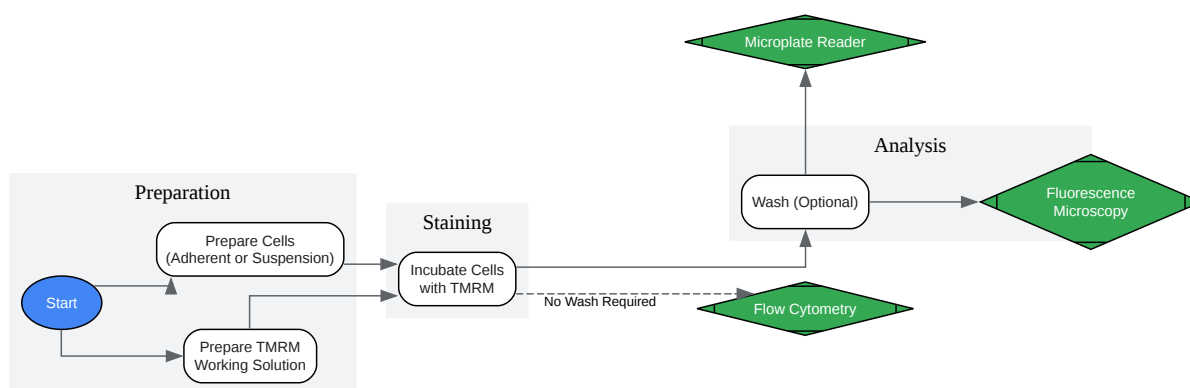 Microplate Reader
Analysis
Wash (Optional)
Fluorescence
Microscopy
Preparation
Prepare Cells
(Adherent or Suspension)
Start
Prepare TMRM
Working Solution
Staining
Incubate Cells
with TMRM
No Wash Required
Flow Cytometry